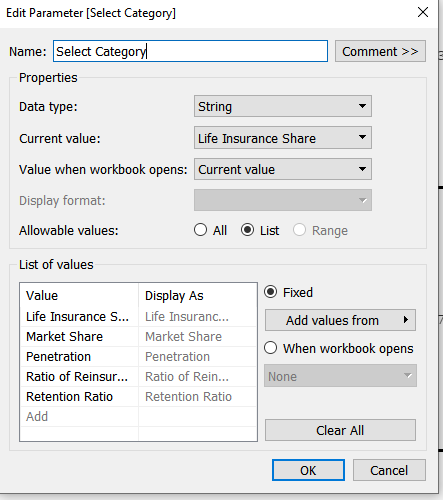 Edit Parameter [Select Category]
Name: Select Category Comment >>
Properties
Data type: String
Current value: Life Insurance Share
Value when workbook opens: Current value
Display format:
Allowable values: All List Range
List of values
Value Display As
Life Insurance S... Life Insuranc...
Market Share Market Share
Penetration Penetration
Ratio of Reinsur... Ratio of Rein...
Retention Ratio Retention Ratio
Add
Fixed
Add values from
When workbook opens
None
Clear All
OK Cancel